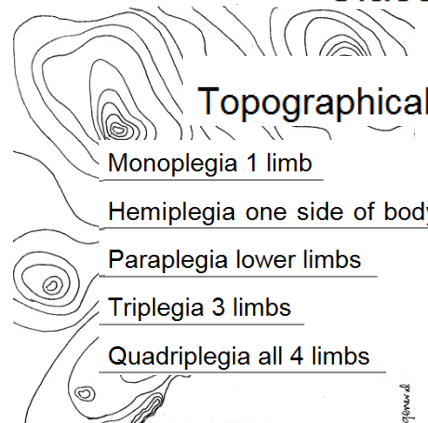 Topographical
Monoplegia 1 limb
Hemiplegia one side of body
Paraplegia lower limbs
Triplegia 3 limbs
Quadriplegia all 4 limbs
general